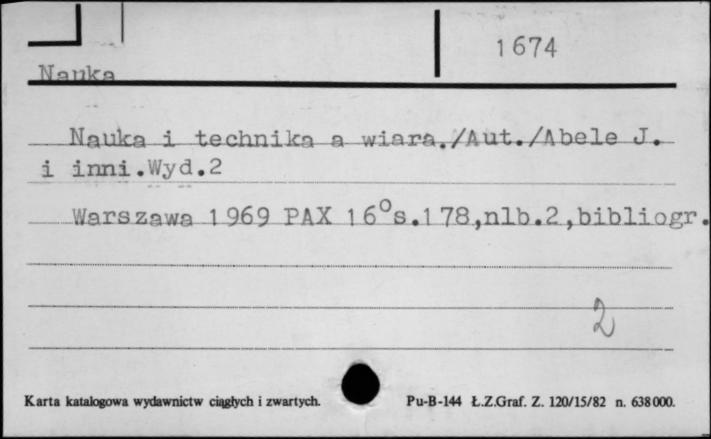 1674
Nauka
Nauka i technika a wiara./Aut./Abele J.
i inni.Wyd.2
Warszawa 1969 PAX 16°s.178,nlb.2,bibliogr.
2
Karta katalogowa wydawnictw ciągłych i zwartych. Pu-B-144 Ł.Z.Graf. Z. 120/15/82 n. 638000.